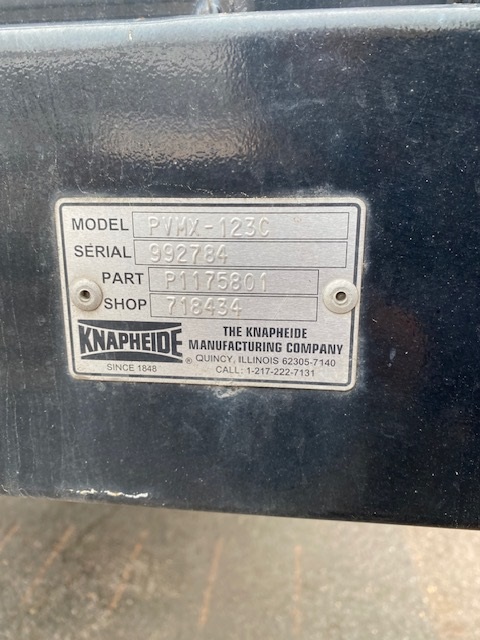 MODEL PVMX-123C
SERIAL 992784
PART P1175801
SHOP 718434
KNAPHEIDE ®
SINCE 1848
THE KNAPHEIDE
MANUFACTURING COMPANY
QUINCY, ILLINOIS 62305-7140
CALL: 1-217-222-7131